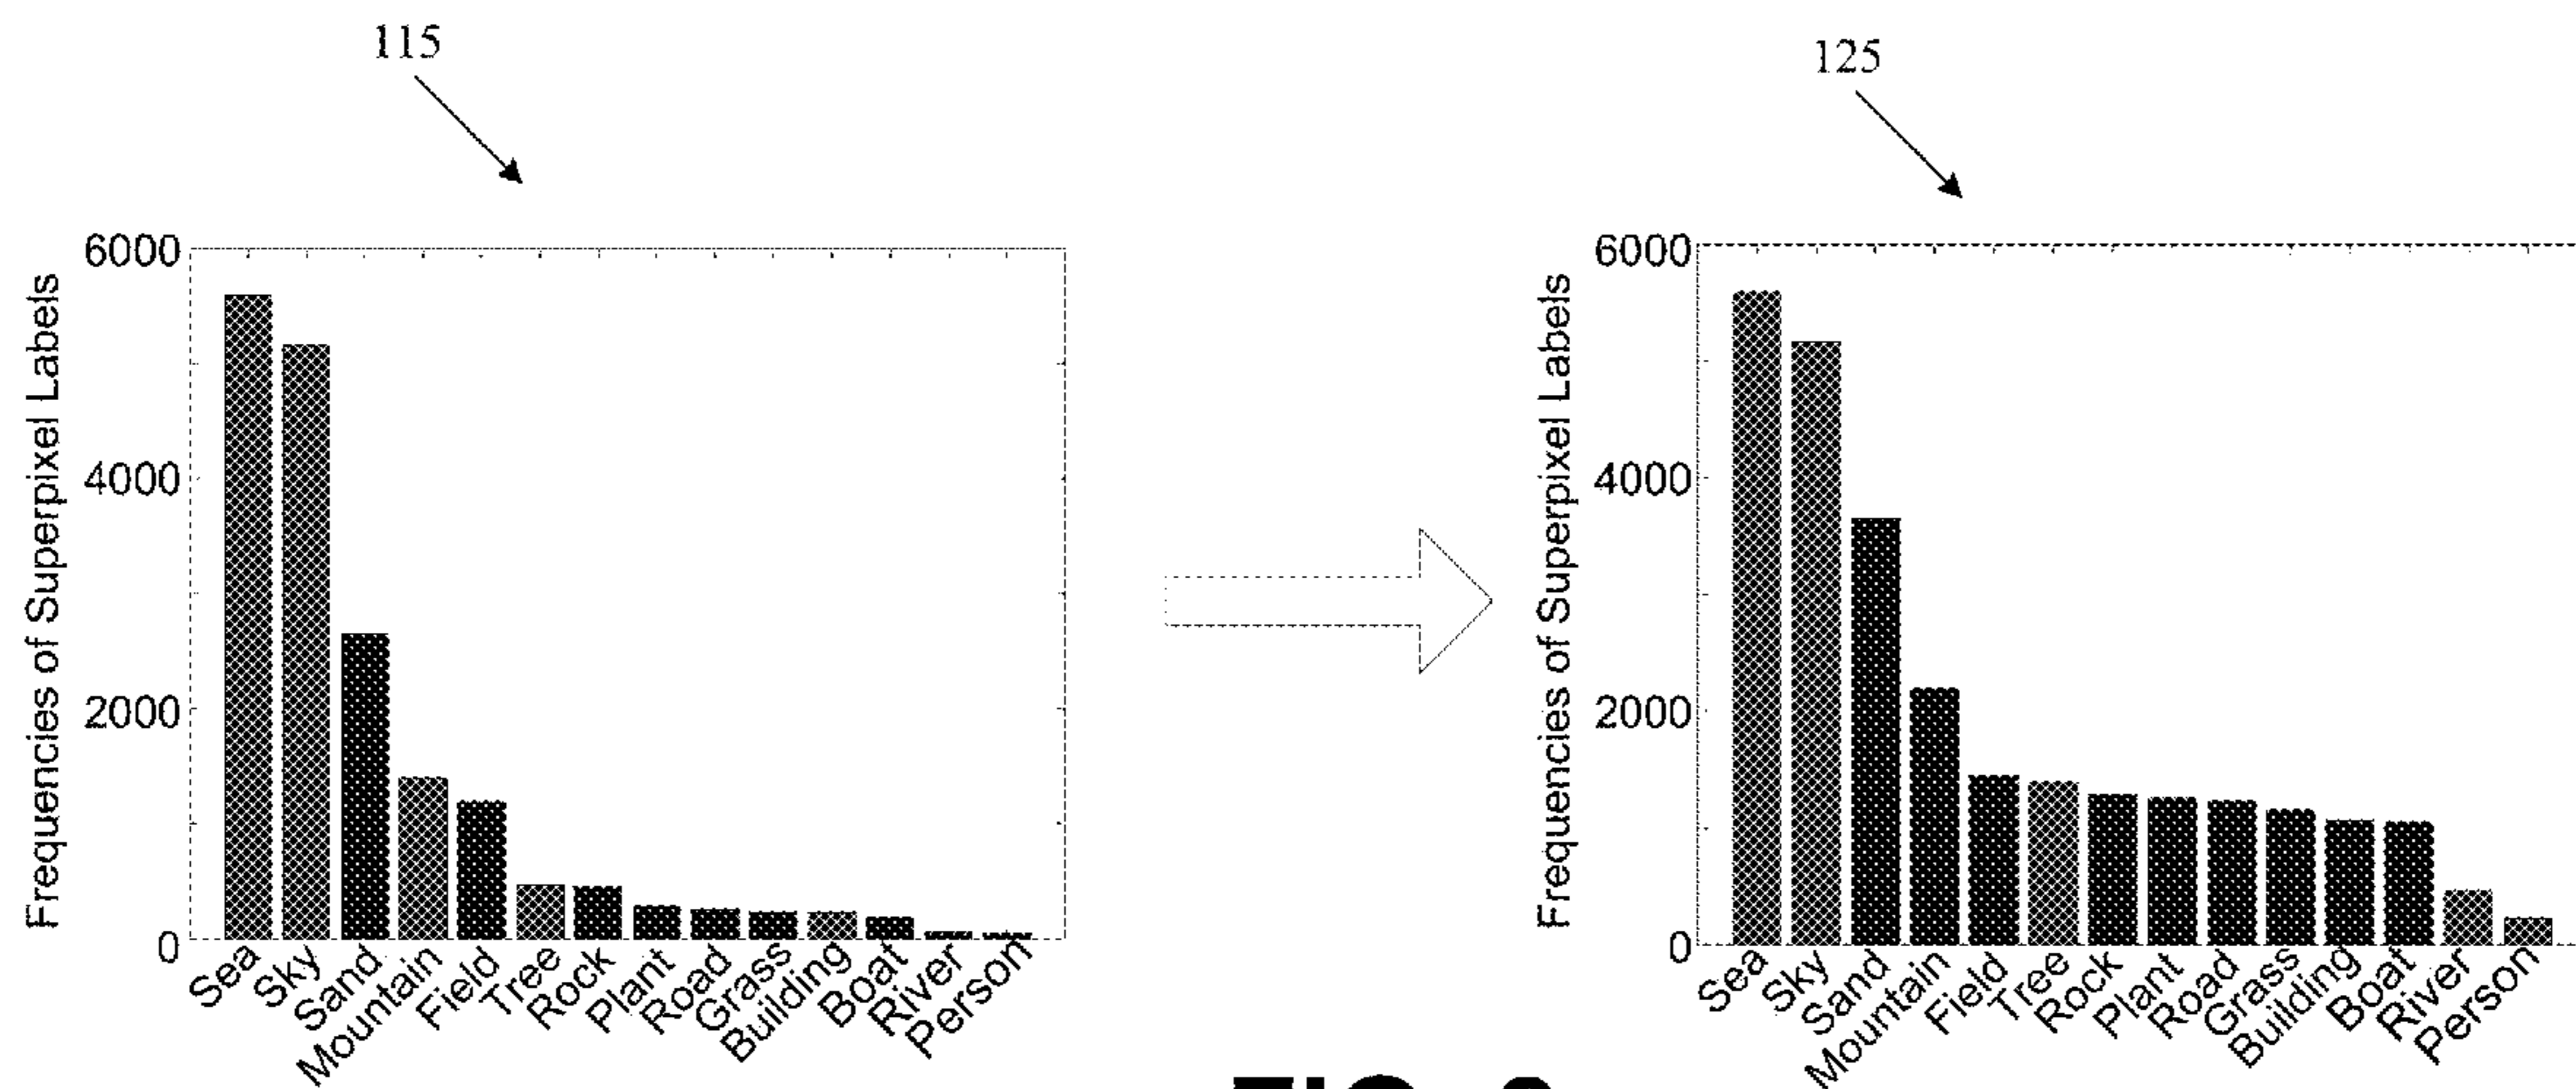 115
125
Frequencies of Superpixel Labels
6000
4000
2000
0
Sea
Sky
Sand
Mountain
Field
Tree
Rock
Plant
Road
Grass
Building
Boat
River
Person
Frequencies of Superpixel Labels
6000
4000
2000
0
Sea
Sky
Sand
Mountain
Field
Tree
Rock
Plant
Road
Grass
Building
Boat
River
Person